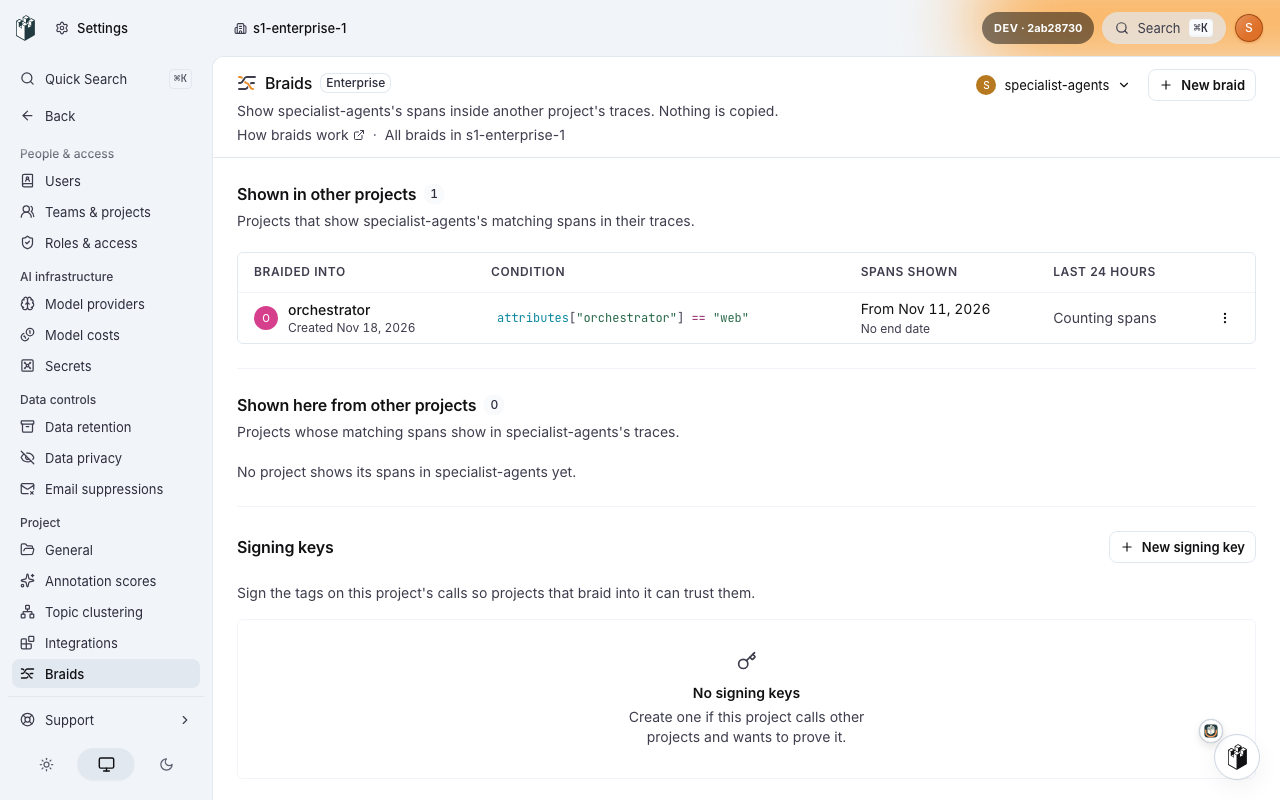 Settings
s1-enterprise-1
DEV · 2ab28730
Search ⌘K
S
Quick Search ⌘K
Back
People & access
Users
Teams & projects
Roles & access
AI infrastructure
Model providers
Model costs
Secrets
Data controls
Data retention
Data privacy
Email suppressions
Project
General
Annotation scores
Topic clustering
Integrations
Braids
Support
Braids Enterprise
S specialist-agents
New braid
Show specialist-agents's spans inside another project's traces. Nothing is copied.
How braids work · All braids in s1-enterprise-1
Shown in other projects 1
Projects that show specialist-agents's matching spans in their traces.
BRAIDED INTO CONDITION SPANS SHOWN LAST 24 HOURS
O orchestrator
Created Nov 18, 2026
attributes["orchestrator"] == "web"
From Nov 11, 2026
No end date
Counting spans
Shown here from other projects 0
Projects whose matching spans show in specialist-agents's traces.
No project shows its spans in specialist-agents yet.
Signing keys
New signing key
Sign the tags on this project's calls so projects that braid into it can trust them.
No signing keys
Create one if this project calls other
projects and wants to prove it.